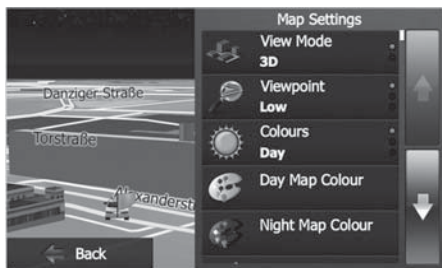 Map Settings
View Mode
3D
Viewpoint
Low
Colours
Day
Day Map Colour
Night Map Colour
Danziger Straße
Torstraße
Alexanderst
Back